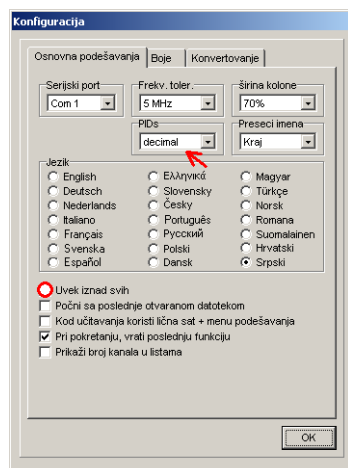 Konfiguracija
Osnovna podešavanja Boje Konvertovanje
Serijski port Frekv. toler. širina kolone
Com 1 5 MHz 70%
PIDs Preseci imena
decimal Kraj
Jezik
English Ελληνικά Magyar
Deutsch Slovensky Türkçe
Nederlands Česky Norsk
Italiano Português Romana
Français Русский Suomalainen
Svenska Polski Hrvatski
Español Dansk Srpski
Uvek iznad svih
Počni sa poslednje otvaranom datotekom
Kod učitavanja koristi lična sat + menu podešavanja
Pri pokretanju, vrati poslednju funkciju
Prikaži broj kanala u listama
OK